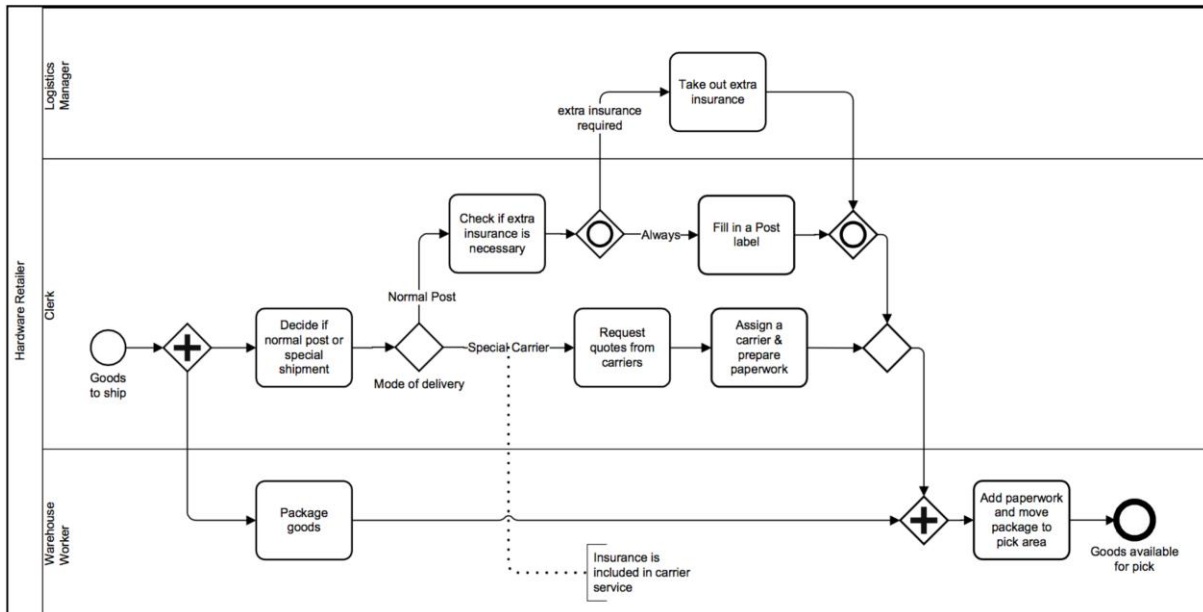 Hardware Retailer
Logistics
Manager
Take out extra
insurance
extra insurance
required
Clerk
Check if extra
insurance is
necessary
Always
Fill in a Post
label
Normal Post
Goods
to ship
Decide if
normal post or
special
shipment
Mode of delivery
Special Carrier
Request
quotes from
carriers
Assign a
carrier &
prepare
paperwork
Warehouse
Worker
Package
goods
Insurance is
included in carrier
service
Add paperwork
and move
package to
pick area
Goods available
for pick